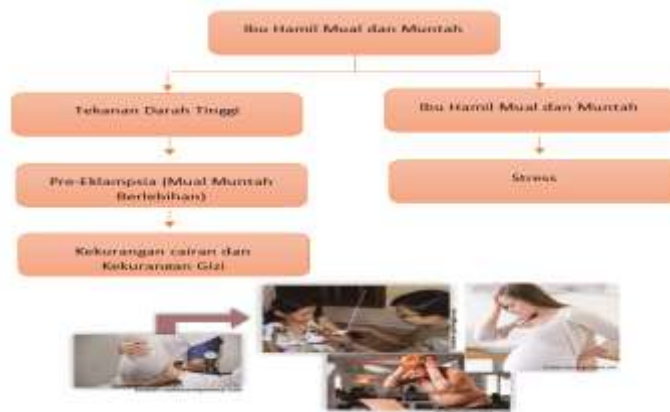 Ibu Hamil Mual dan Muntah
Tekanan Darah Tinggi
Ibu Hamil Mual dan Muntah
Pre-Eklampsia (Mual Muntah
Berlebihan)
Stress
Kekurangan cairan dan
Kekurangan Gizi